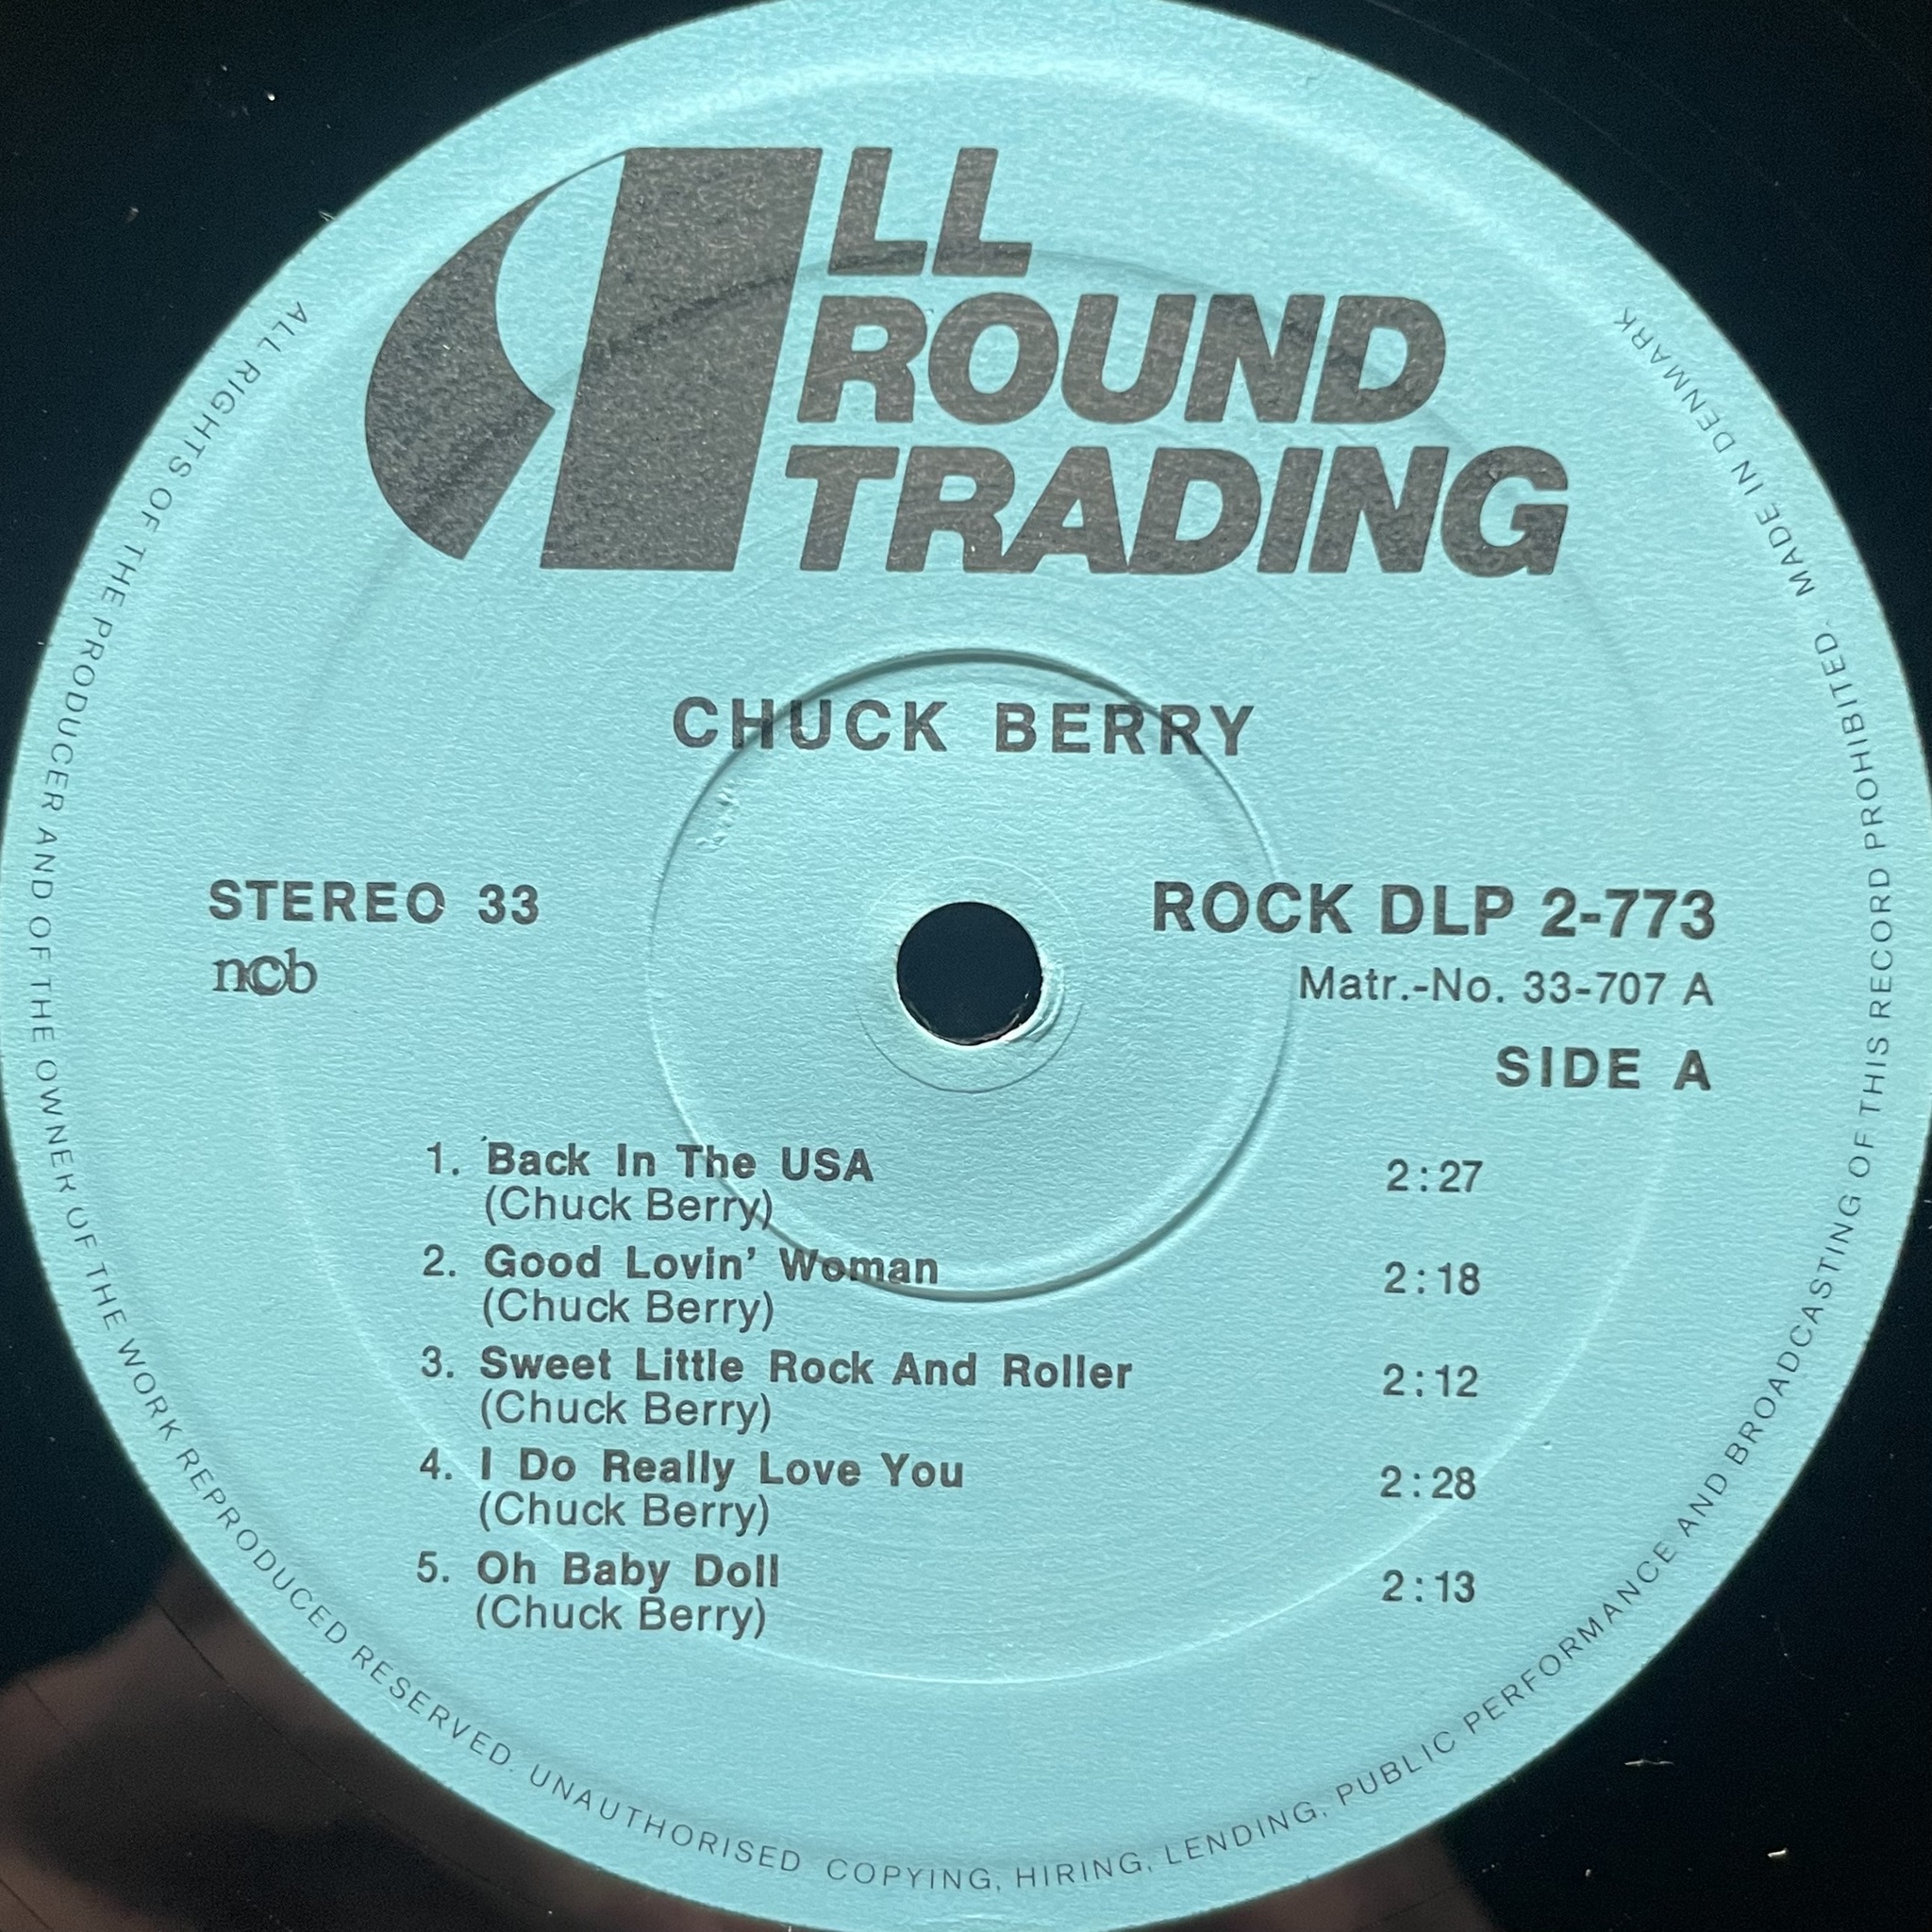 ALL
ROUND
TRADING
CHUCK BERRY
STEREO 33
ncb
ROCK DLP 2-773
Matr.-No. 33-707 A
SIDE A
1. Back In The USA 2:27
(Chuck Berry)
2. Good Lovin' Woman 2:18
(Chuck Berry)
3. Sweet Little Rock And Roller 2:12
(Chuck Berry)
4. I Do Really Love You 2:28
(Chuck Berry)
5. Oh Baby Doll 2:13
(Chuck Berry)
ALL RIGHTS OF THE PRODUCER AND OF THE OWNER OF THE WORK REPRODUCED RESERVED. UNAUTHORISED COPYING, HIRING, LENDING, PUBLIC PERFORMANCE AND BROADCASTING OF THIS RECORD PROHIBITED. MADE IN DENMARK